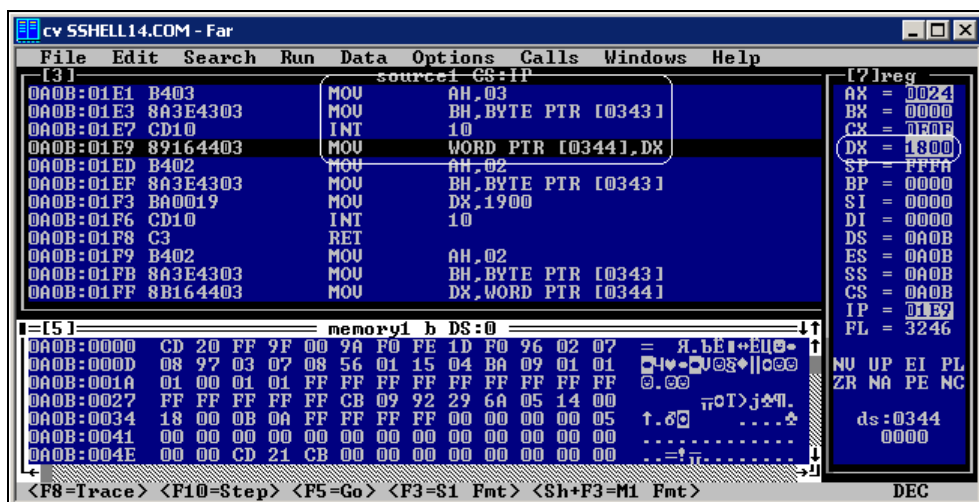 cv SSHELL14.COM - Far
File Edit Search Run Data Options Calls Windows Help
[3] source1 CS:IP
0A0B:01E1 B403 MOV AH,03
0A0B:01E3 8A3E4303 MOV BH,BYTE PTR [0343]
0A0B:01E7 CD10 INT 10
0A0B:01E9 89164403 MOV WORD PTR [0344],DX
0A0B:01ED B402 MOV AH,02
0A0B:01EF 8A3E4303 MOV BH,BYTE PTR [0343]
0A0B:01F3 BA0019 MOV DX,1900
0A0B:01F6 CD10 INT 10
0A0B:01F8 C3 RET
0A0B:01F9 B402 MOV AH,02
0A0B:01FB 8A3E4303 MOV BH,BYTE PTR [0343]
0A0B:01FF 8B164403 MOV DX,WORD PTR [0344]
[7]reg
AX = 0024
BX = 0000
CX = 0F0F
DX = 1800
SP = FFFA
BP = 0000
SI = 0000
DI = 0000
DS = 0A0B
ES = 0A0B
SS = 0A0B
CS = 0A0B
IP = 01E9
FL = 3246
NV UP EI PL
ZR NA PE NC
ds:0344
0000
[5] memory1 b DS:0
0A0B:0000 CD 20 FF 9F 00 9A F0 FE 1D F0 96 02 07
0A0B:000D 08 97 03 07 08 56 01 15 04 BA 09 01 01
0A0B:001A 01 00 01 01 FF FF FF FF FF FF FF FF FF
0A0B:0027 FF FF FF FF FF CB 09 92 29 6A 05 14 00
0A0B:0034 18 00 0B 0A FF FF FF FF 00 00 00 00 05
0A0B:0041 00 00 00 00 00 00 00 00 00 00 00 00 00
0A0B:004E 00 00 CD 21 CB 00 00 00 00 00 00 00 00
<F8=Trace> <F10=Step> <F5=Go> <F3=S1 Fmt> <Sh+F3=M1 Fmt> DEC